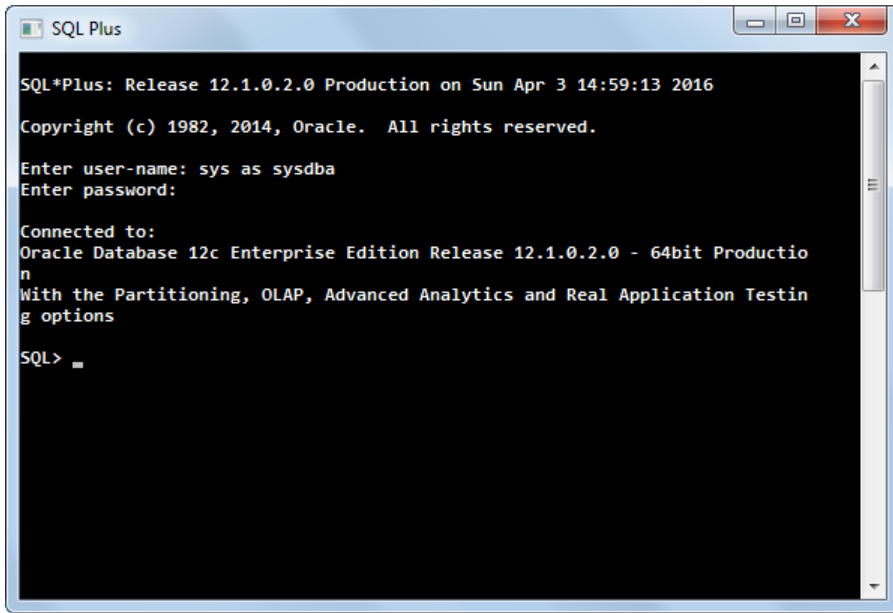 SQL Plus
SQL*Plus: Release 12.1.0.2.0 Production on Sun Apr 3 14:59:13 2016
Copyright (c) 1982, 2014, Oracle.  All rights reserved.
Enter user-name: sys as sysdba
Enter password:
Connected to:
Oracle Database 12c Enterprise Edition Release 12.1.0.2.0 - 64bit Productio
n
With the Partitioning, OLAP, Advanced Analytics and Real Application Testin
g options
SQL> _